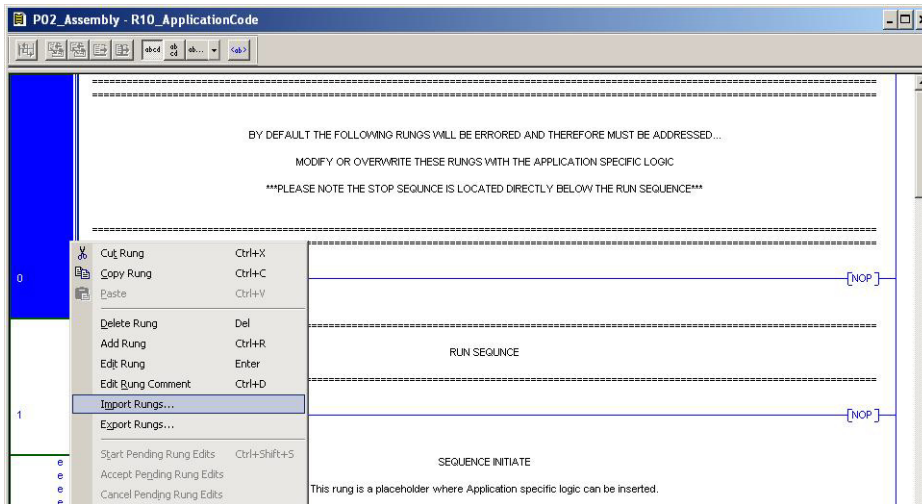 P02_Assembly - R10_ApplicationCode
abcd
ab
cd
ab...
<ab>
================================================================================
================================================================================
BY DEFAULT THE FOLLOWING RUNGS WILL BE ERRORED AND THEREFORE MUST BE ADDRESSED...
MODIFY OR OVERWRITE THESE RUNGS WITH THE APPLICATION SPECIFIC LOGIC
***PLEASE NOTE THE STOP SEQUNCE IS LOCATED DIRECTLY BELOW THE RUN SEQUENCE***
================================================================================
================================================================================
0
NOP
Cut Rung Ctrl+X
Copy Rung Ctrl+C
Paste Ctrl+V
Delete Rung Del
Add Rung Ctrl+R
Edit Rung Enter
Edit Rung Comment Ctrl+D
Import Rungs...
Export Rungs...
Start Pending Rung Edits Ctrl+Shift+S
Accept Pending Rung Edits
Cancel Pending Rung Edits
================================================================================
RUN SEQUNCE
================================================================================
1
NOP
SEQUENCE INITIATE
This rung is a placeholder where Application specific logic can be inserted.
e
e
e
e